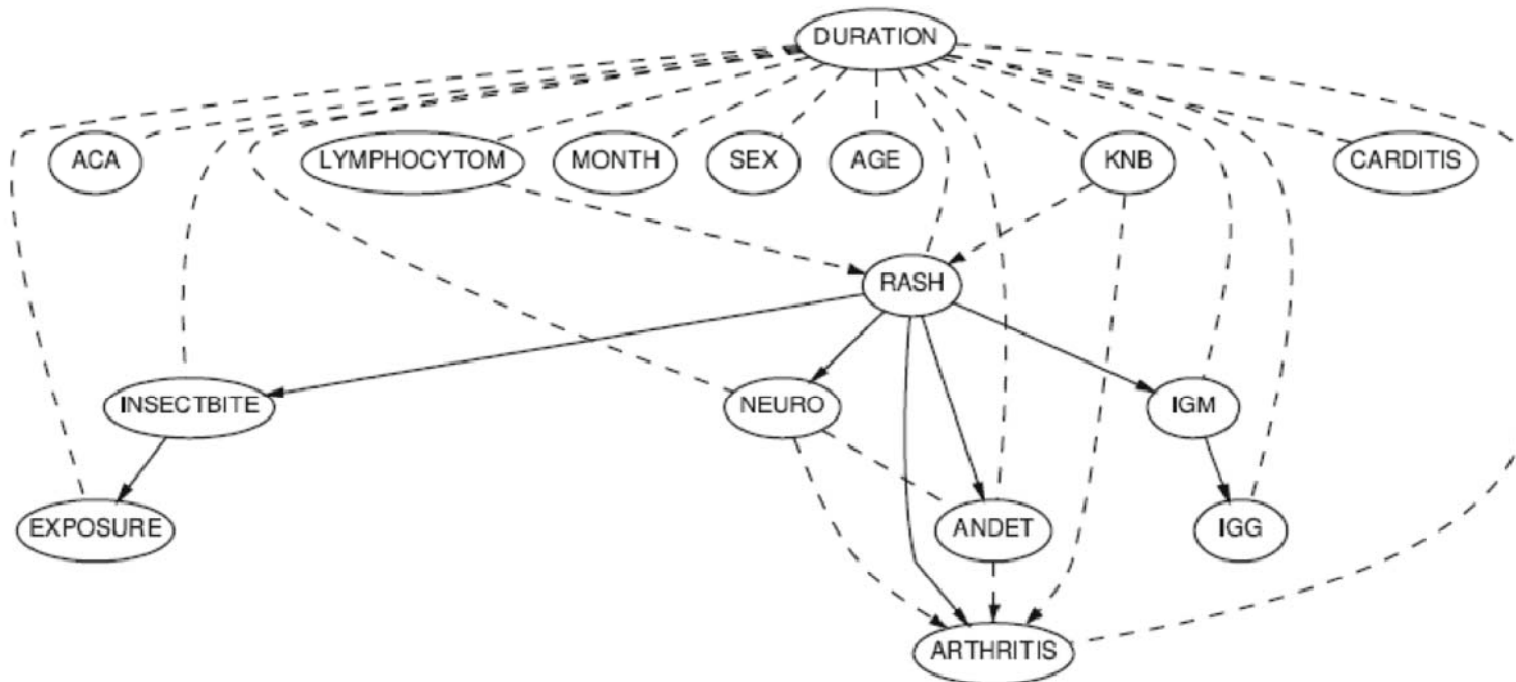 DURATION
ACA
LYMPHOCYTOM
MONTH
SEX
AGE
KNB
CARDITIS
RASH
INSECTBITE
NEURO
IGM
EXPOSURE
ANDET
IGG
ARTHRITIS